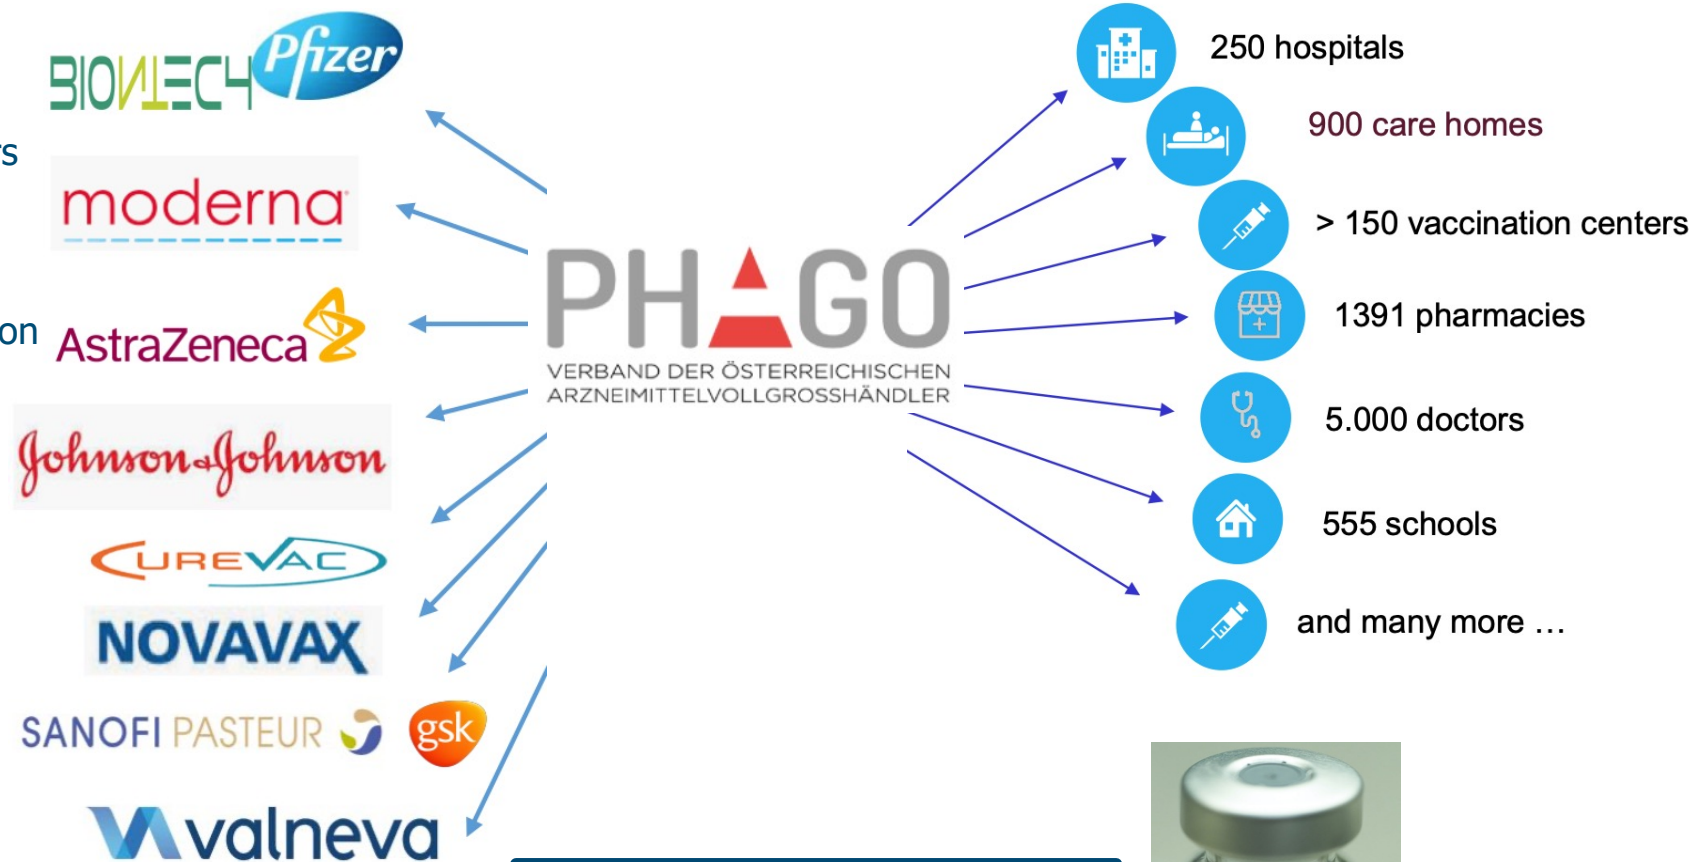 BIONTECH Pfizer
rs
moderna
on
AstraZeneca
Johnson & Johnson
CUREVAC
NOVAVAX
SANOFI PASTEUR gsk
valneva
PHAGO
VERBAND DER ÖSTERREICHISCHEN
ARZNEIMITTELVOLLGROSSHÄNDLER
250 hospitals
900 care homes
> 150 vaccination centers
1391 pharmacies
5.000 doctors
555 schools
and many more …